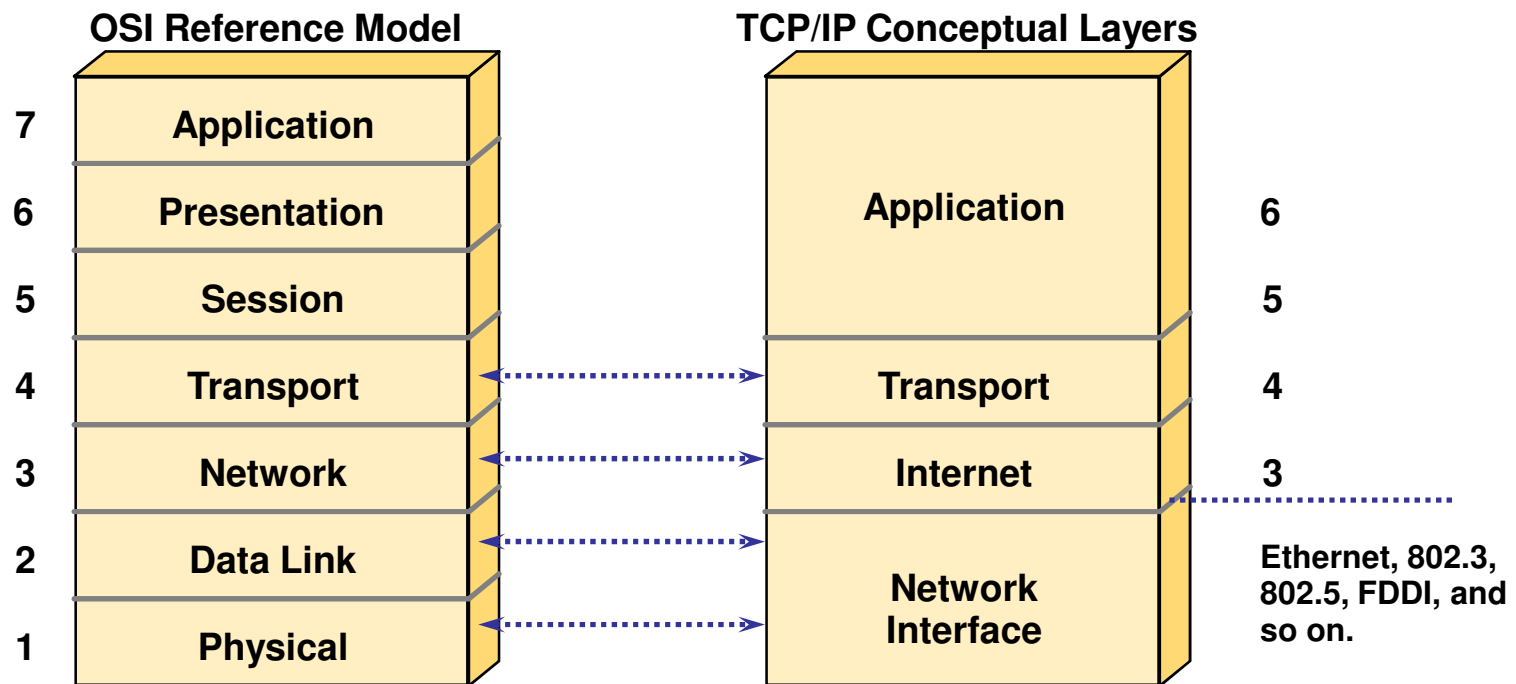 OSI Reference Model
TCP/IP Conceptual Layers
7
Application
6
Presentation
5
Session
4
Transport
3
Network
2
Data Link
1
Physical
Application
6
5
Transport
4
Internet
3
Network
Interface
Ethernet, 802.3,
802.5, FDDI, and
so on.